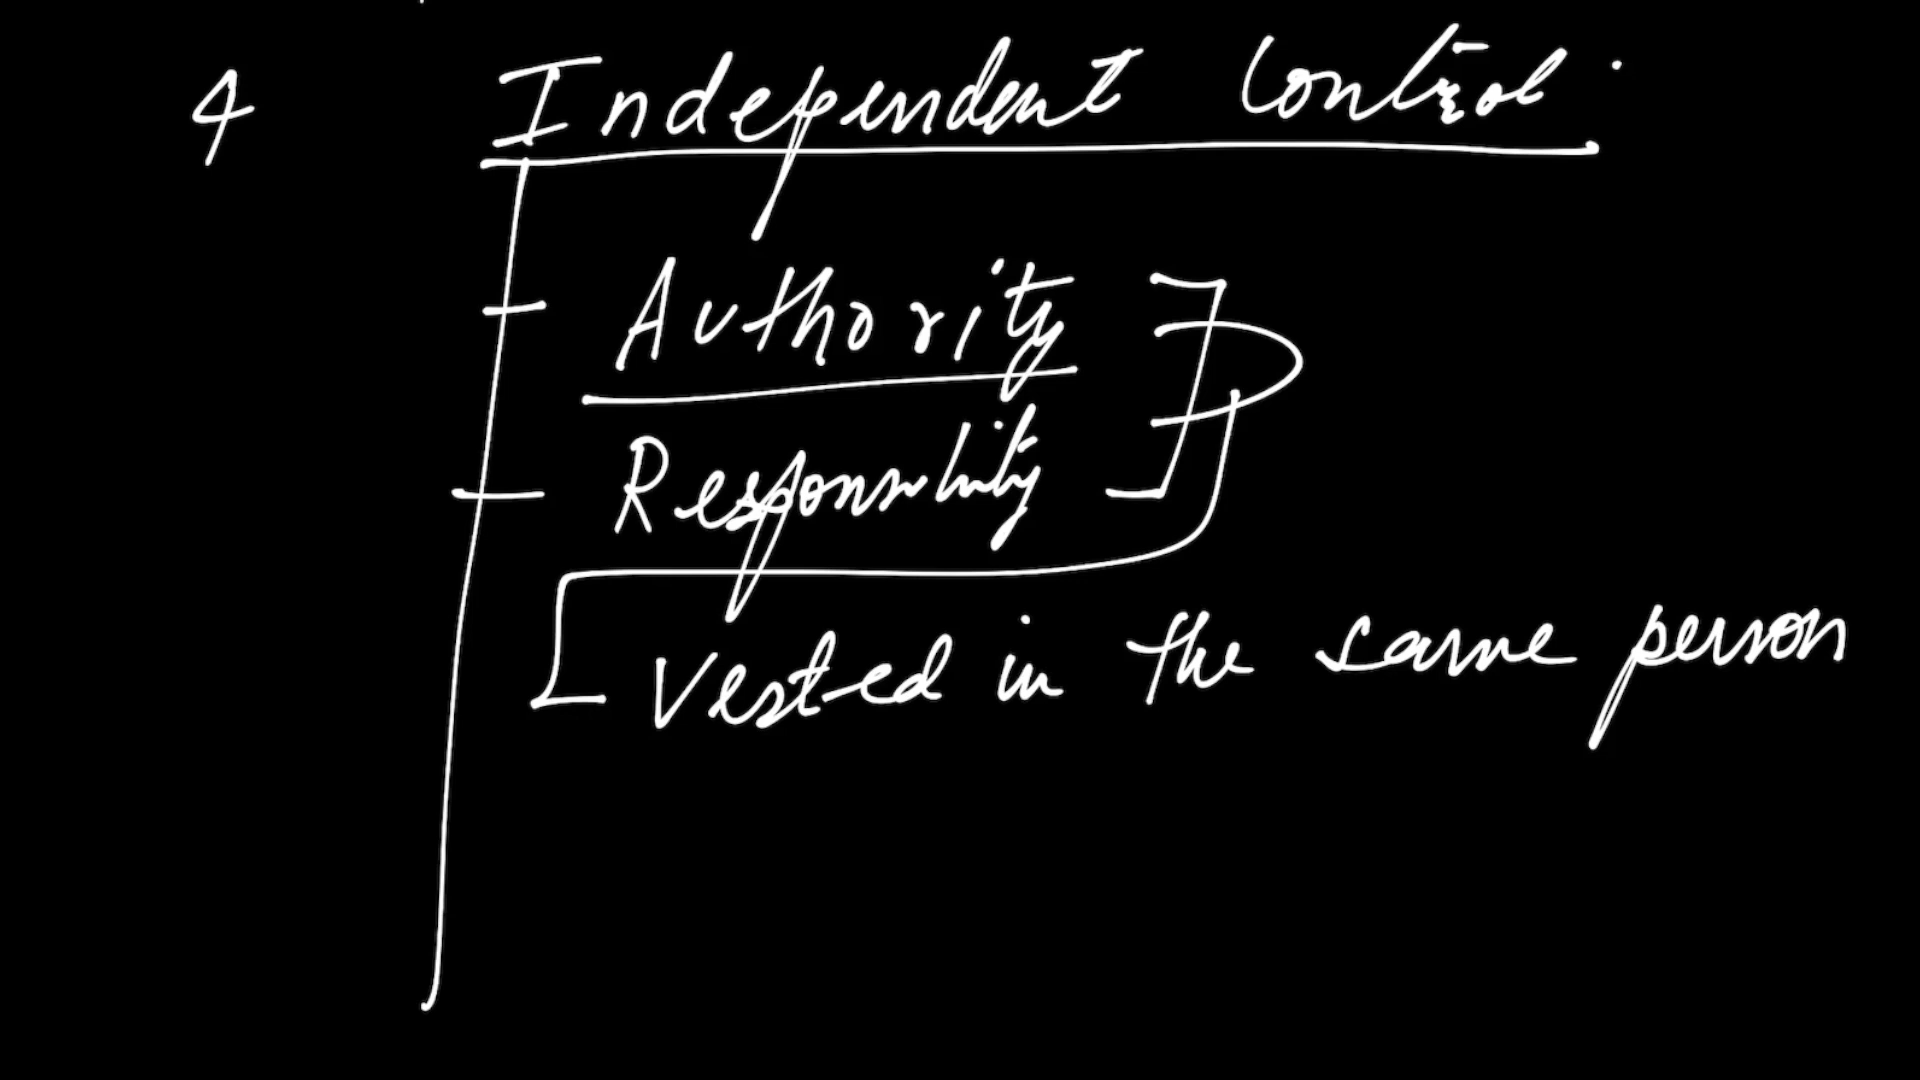 4 Independent Control.
Authority
Responsibility
Vested in the same person